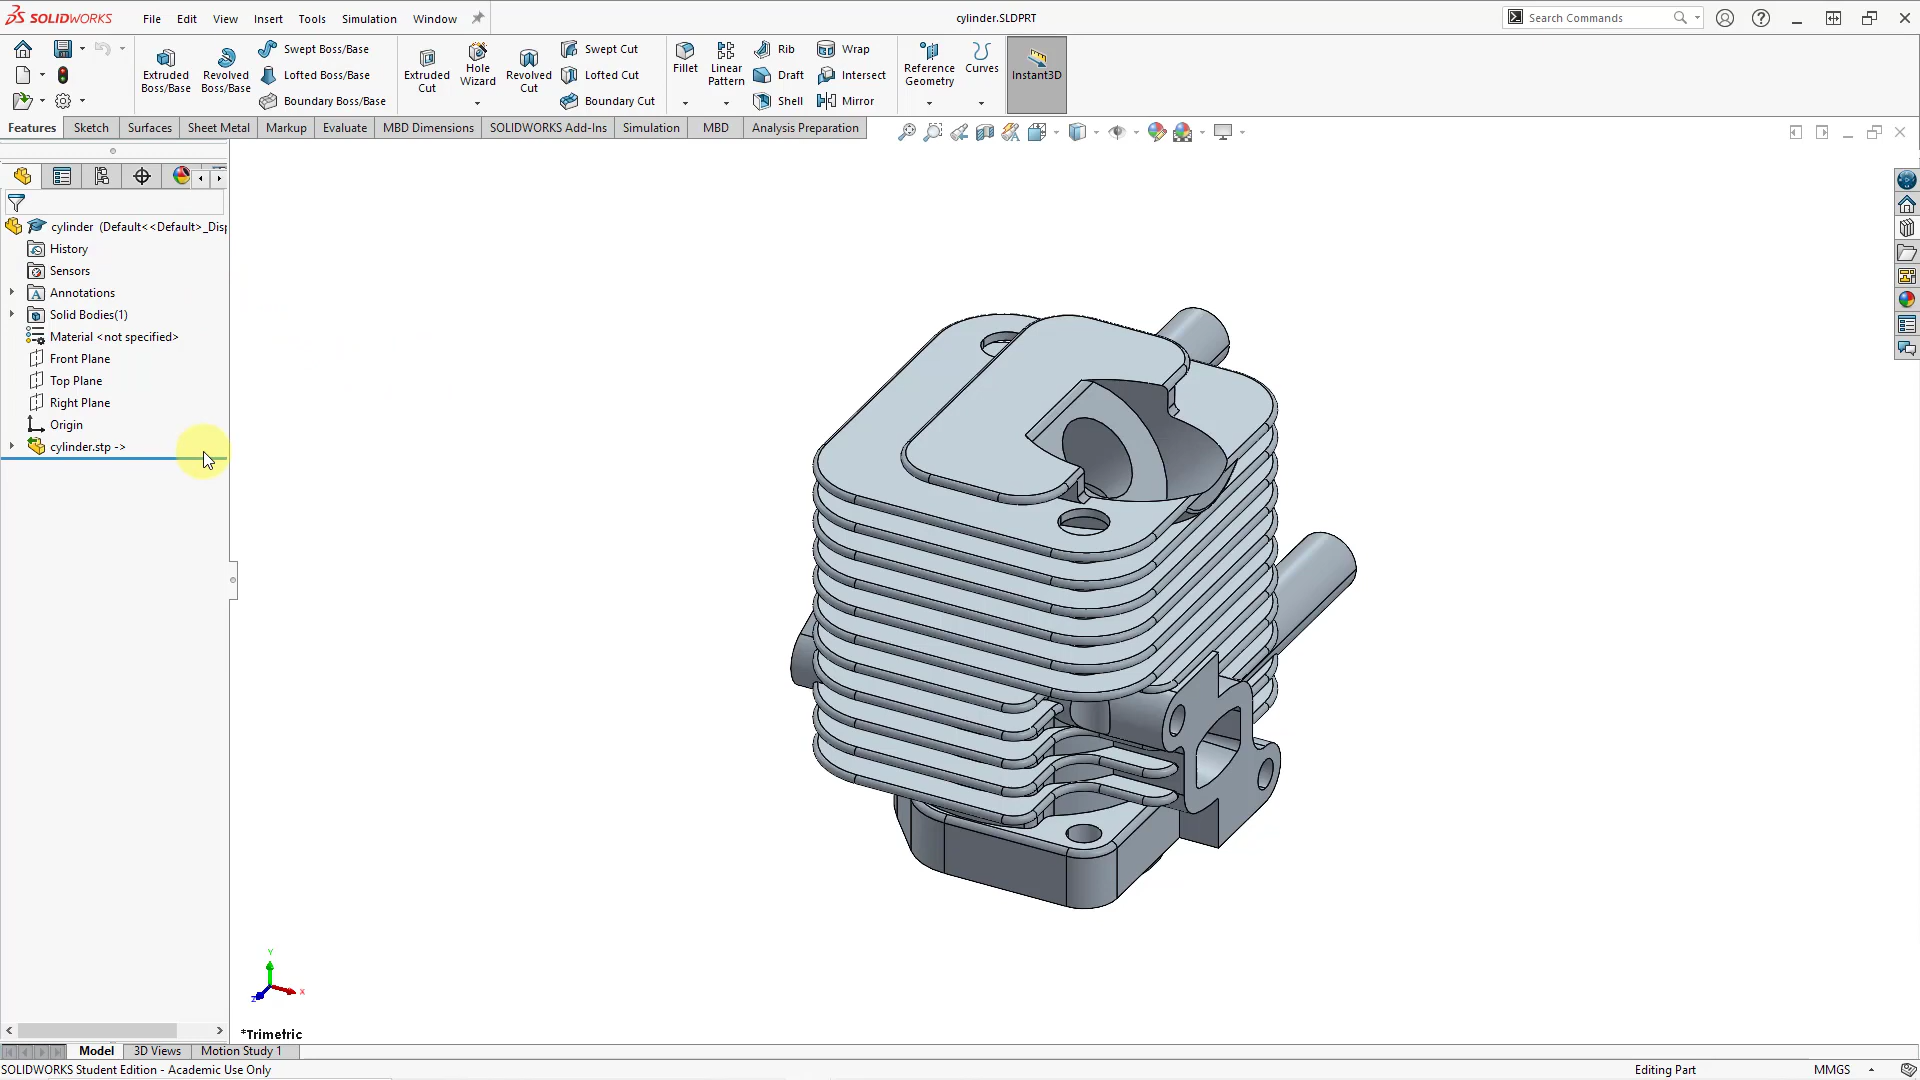 SOLIDWORKS
File Edit View Insert Tools Simulation Window
cylinder.SLDPRT
Search Commands
Extruded Boss/Base
Revolved Boss/Base
Swept Boss/Base
Lofted Boss/Base
Boundary Boss/Base
Extruded Cut
Hole Wizard
Revolved Cut
Swept Cut
Lofted Cut
Boundary Cut
Fillet
Linear Pattern
Rib
Draft
Shell
Wrap
Intersect
Mirror
Reference Geometry
Curves
Instant3D
Features Sketch Surfaces Sheet Metal Markup Evaluate MBD Dimensions SOLIDWORKS Add-Ins Simulation MBD Analysis Preparation
cylinder (Default<<Default>_Disp
History
Sensors
Annotations
Solid Bodies(1)
Material <not specified>
Front Plane
Top Plane
Right Plane
Origin
cylinder.stp ->
Y
X
Z
*Trimetric
Model 3D Views Motion Study 1
SOLIDWORKS Student Edition - Academic Use Only
Editing Part
MMGS